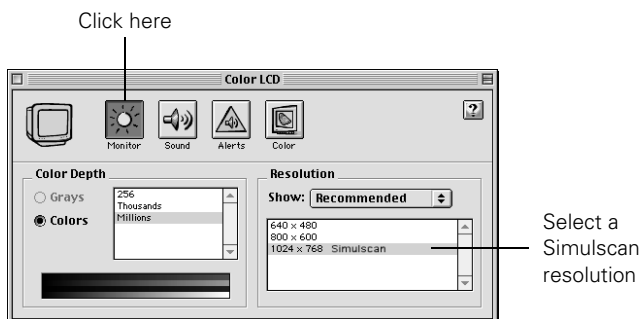 Click here
Color LCD
?
Monitor Sound Alerts Color
Color Depth
Grays
Colors
256
Thousands
Millions
Resolution
Show: Recommended
640 × 480
800 × 600
1024 × 768 Simulscan
Select a
Simulscan
resolution